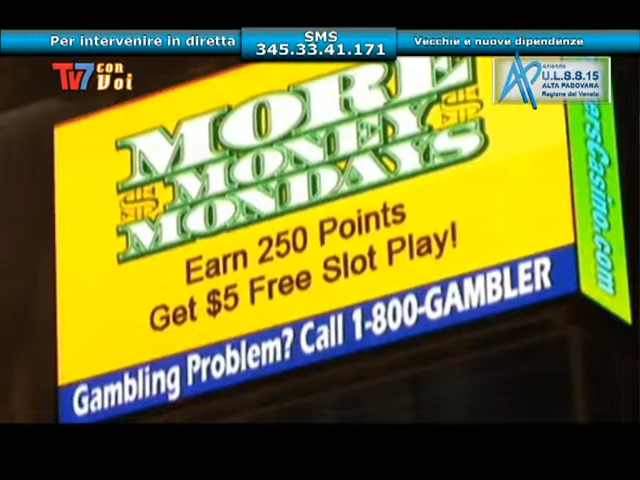 Per intervenire in diretta
SMS
345.33.41.171
Vecchie e nuove dipendenze
TV7 con
Voi
Azienda
U.L.SS.15
ALTA PADOVANA
Regione del Veneto
MORE
$ MONEY $
MONDAYS
Earn 250 Points
Get $5 Free Slot Play!
Gambling Problem? Call 1-800-GAMBLER
Casino.com